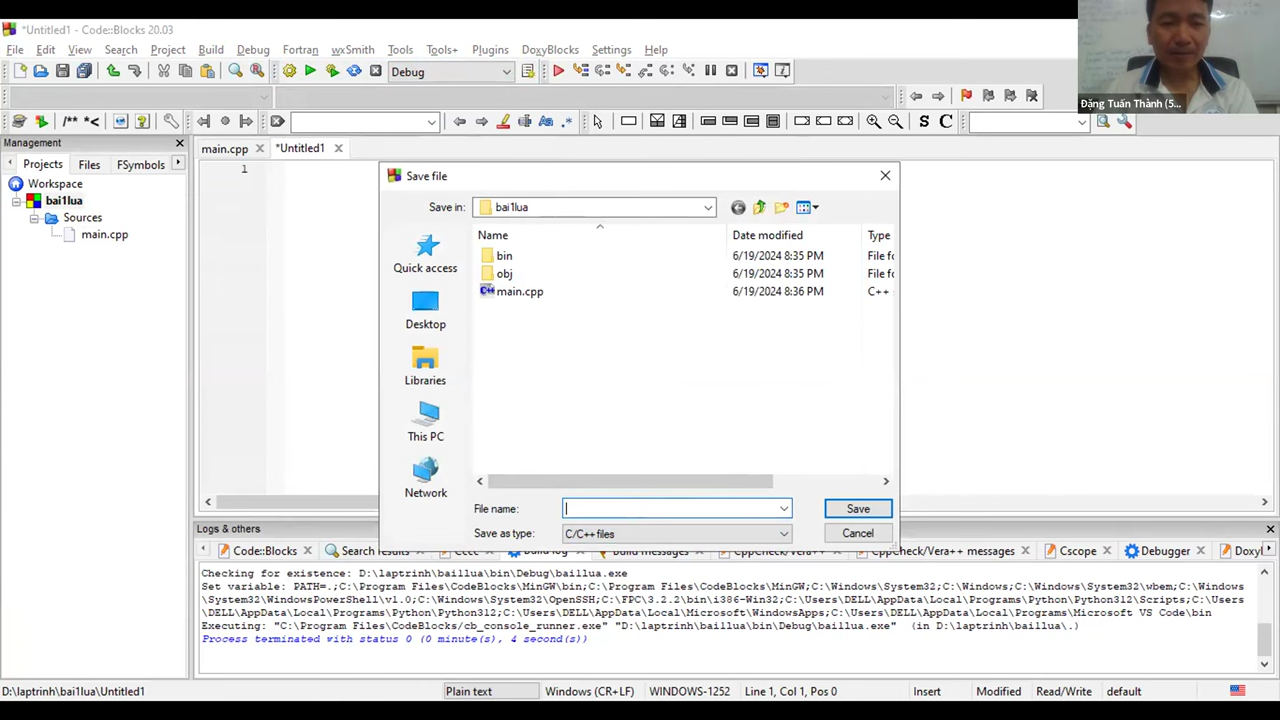 *Untitled1 - Code::Blocks 20.03
File Edit View Search Project Build Debug Fortran wxSmith Tools Tools+ Plugins DoxyBlocks Settings Help
Debug
Đặng Tuấn Thành (5...
/** *<
S C
Management
main.cpp *Untitled1
Projects Files FSymbols
1
Workspace
bai1lua
Sources
main.cpp
Save file
Save in: bai1lua
Name Date modified Type
Quick access
bin 6/19/2024 8:35 PM File fo
obj 6/19/2024 8:35 PM File fo
main.cpp 6/19/2024 8:36 PM C++
Desktop
Libraries
This PC
Network
File name: Save
Save as type: C/C++ files Cancel
Logs & others
Code::Blocks Search results Cccc Build log Build messages CppCheck/Vera++ CppCheck/Vera++ messages Cscope Debugger Doxyl
Checking for existence: D:\laptrinh\bai1lua\bin\Debug\bai1lua.exe
Set variable: PATH=.;C:\Program Files\CodeBlocks\MinGW\bin;C:\Program Files\CodeBlocks\MinGW;C:\Windows\System32;C:\Windows;C:\Windows\System32\wbem;C:\Windows
\System32\WindowsPowerShell\v1.0;C:\Windows\System32\OpenSSH;C:\FPC\3.2.2\bin\i386-Win32;C:\Users\DELL\AppData\Local\Programs\Python\Python312\Scripts;C:\Users
\DELL\AppData\Local\Programs\Python\Python312;C:\Users\DELL\AppData\Local\Microsoft\WindowsApps;C:\Users\DELL\AppData\Local\Programs\Microsoft VS Code\bin
Executing: "C:\Program Files\CodeBlocks/cb_console_runner.exe" "D:\laptrinh\bai1lua\bin\Debug\bai1lua.exe" (in D:\laptrinh\bai1lua\.)
Process terminated with status 0 (0 minute(s), 4 second(s))
D:\laptrinh\bai1lua\Untitled1 Plain text Windows (CR+LF) WINDOWS-1252 Line 1, Col 1, Pos 0 Insert Modified Read/Write default